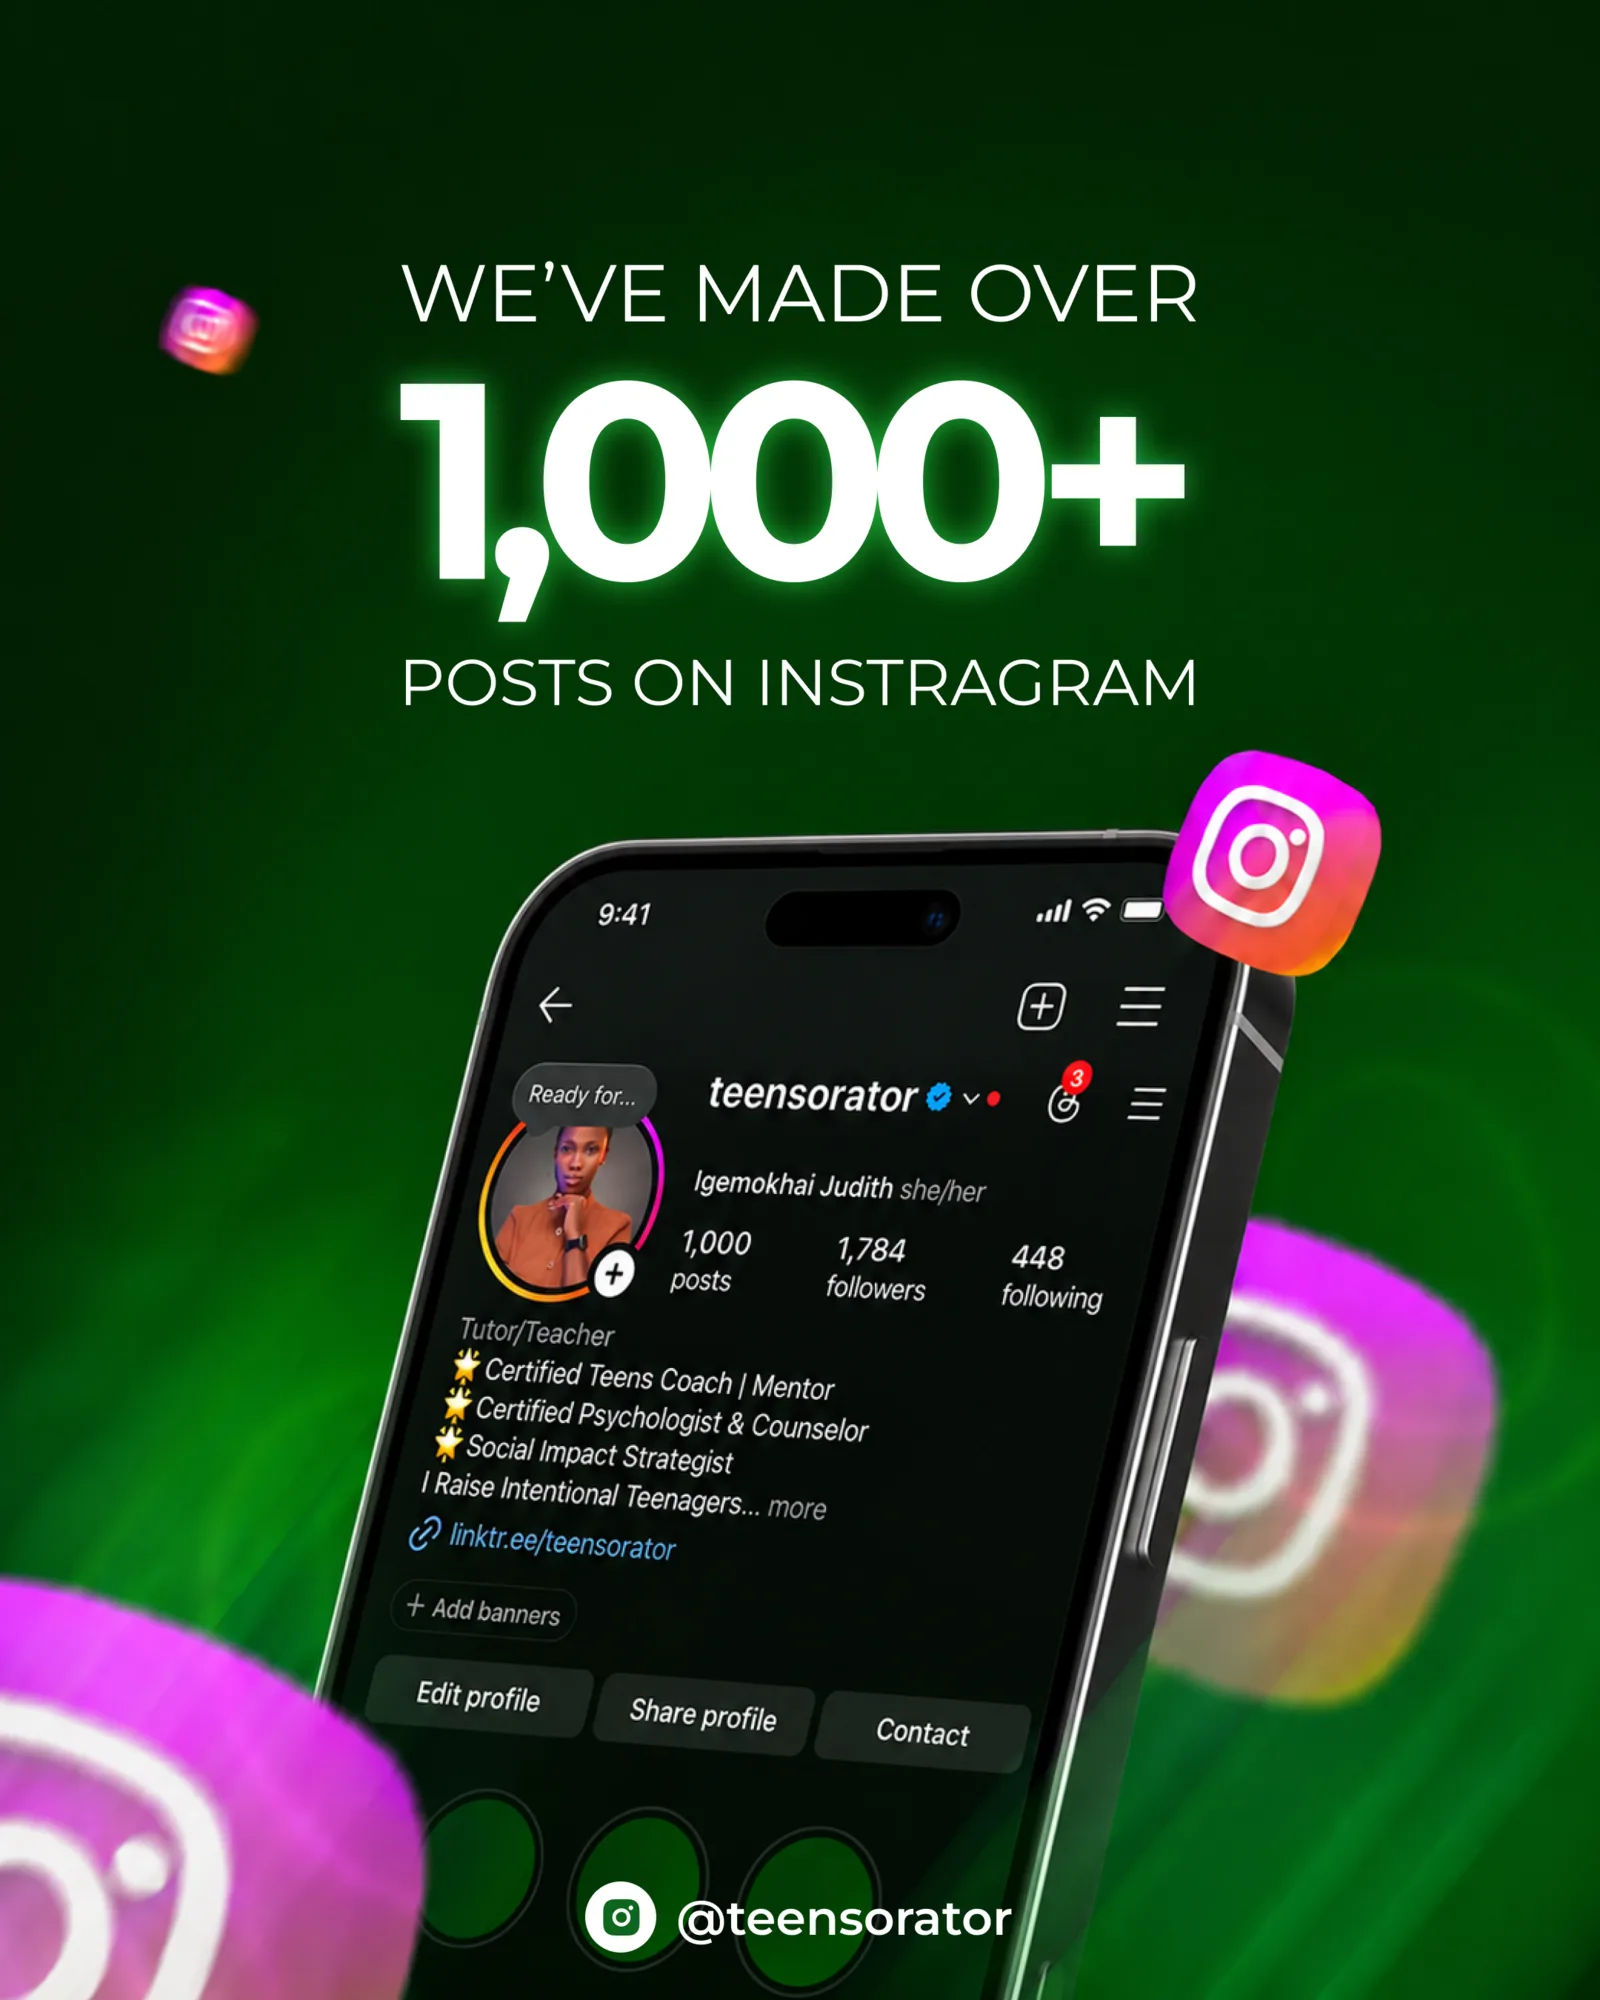 WE’VE MADE OVER
1,000+
POSTS ON INSTRAGRAM
9:41
Ready for...
teensorator
3
Igemokhai Judith she/her
1,000 1,784 448
posts followers following
Tutor/Teacher
🌟Certified Teens Coach | Mentor
🌟Certified Psychologist & Counselor
🌟Social Impact Strategist
I Raise Intentional Teenagers... more
linktr.ee/teensorator
+ Add banners
Edit profile Share profile Contact
@teensorator